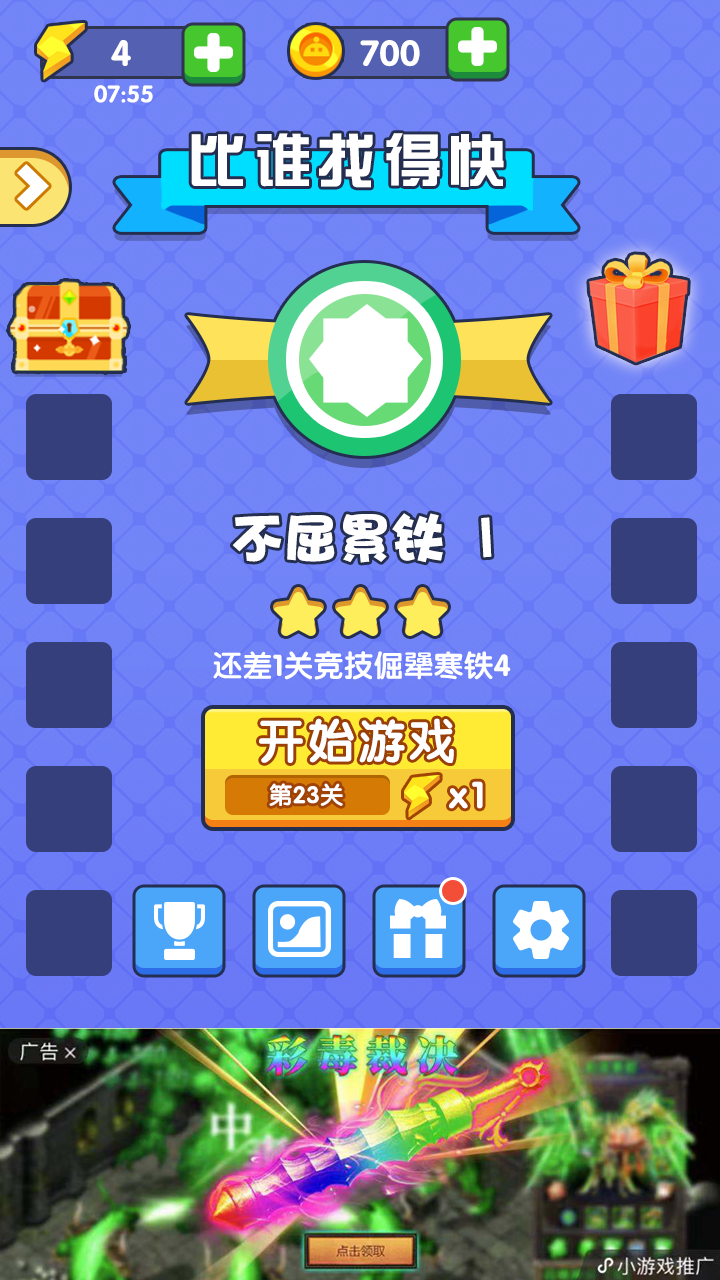 4
700
07:55
比谁找得快
不屈累铁 1
还差1关竞技倔犟寒铁4
开始游戏
第23关
x1
广告 ×
彩毒裁决
中
点击领取
小游戏推广